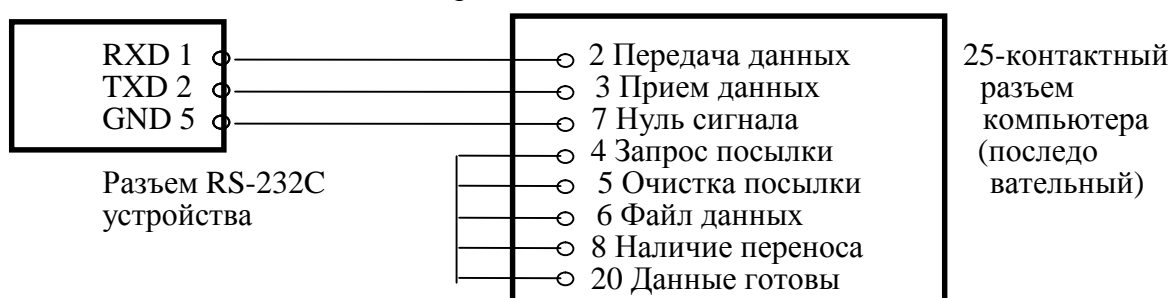 RXD 1
TXD 2
GND 5
Разъем RS-232C
устройства
2 Передача данных
3 Прием данных
7 Нуль сигнала
4 Запрос посылки
5 Очистка посылки
6 Файл данных
8 Наличие переноса
20 Данные готовы
25-контактный
разъем
компьютера
(последо
вательный)